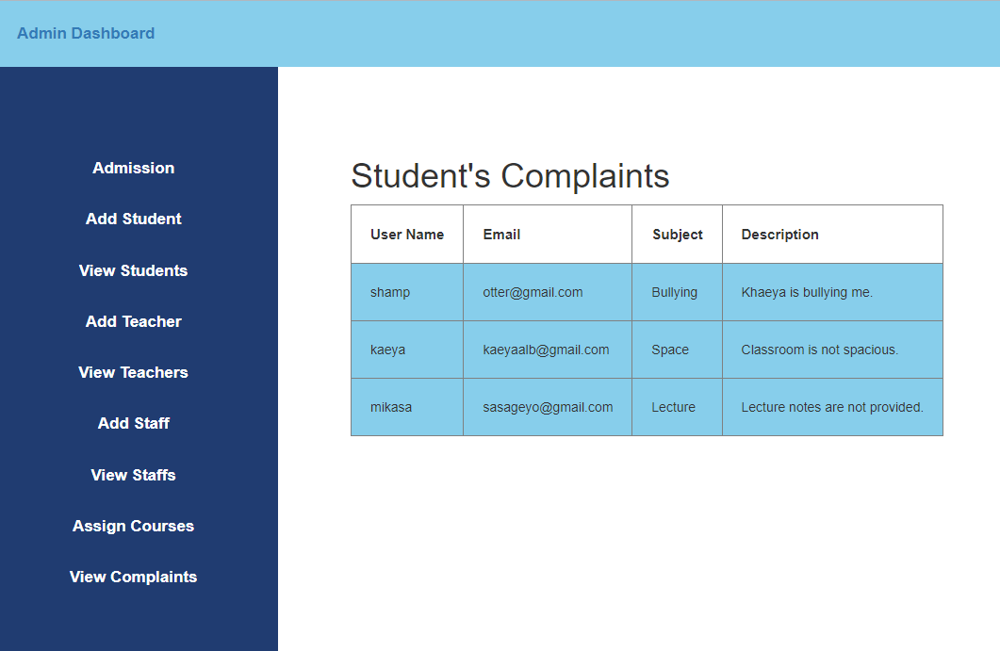 Admin Dashboard
Admission
Add Student
View Students
Add Teacher
View Teachers
Add Staff
View Staffs
Assign Courses
View Complaints
Student's Complaints
User Name Email Subject Description
shamp otter@gmail.com Bullying Khaeya is bullying me.
kaeya kaeyaalb@gmail.com Space Classroom is not spacious.
mikasa sasageyo@gmail.com Lecture Lecture notes are not provided.